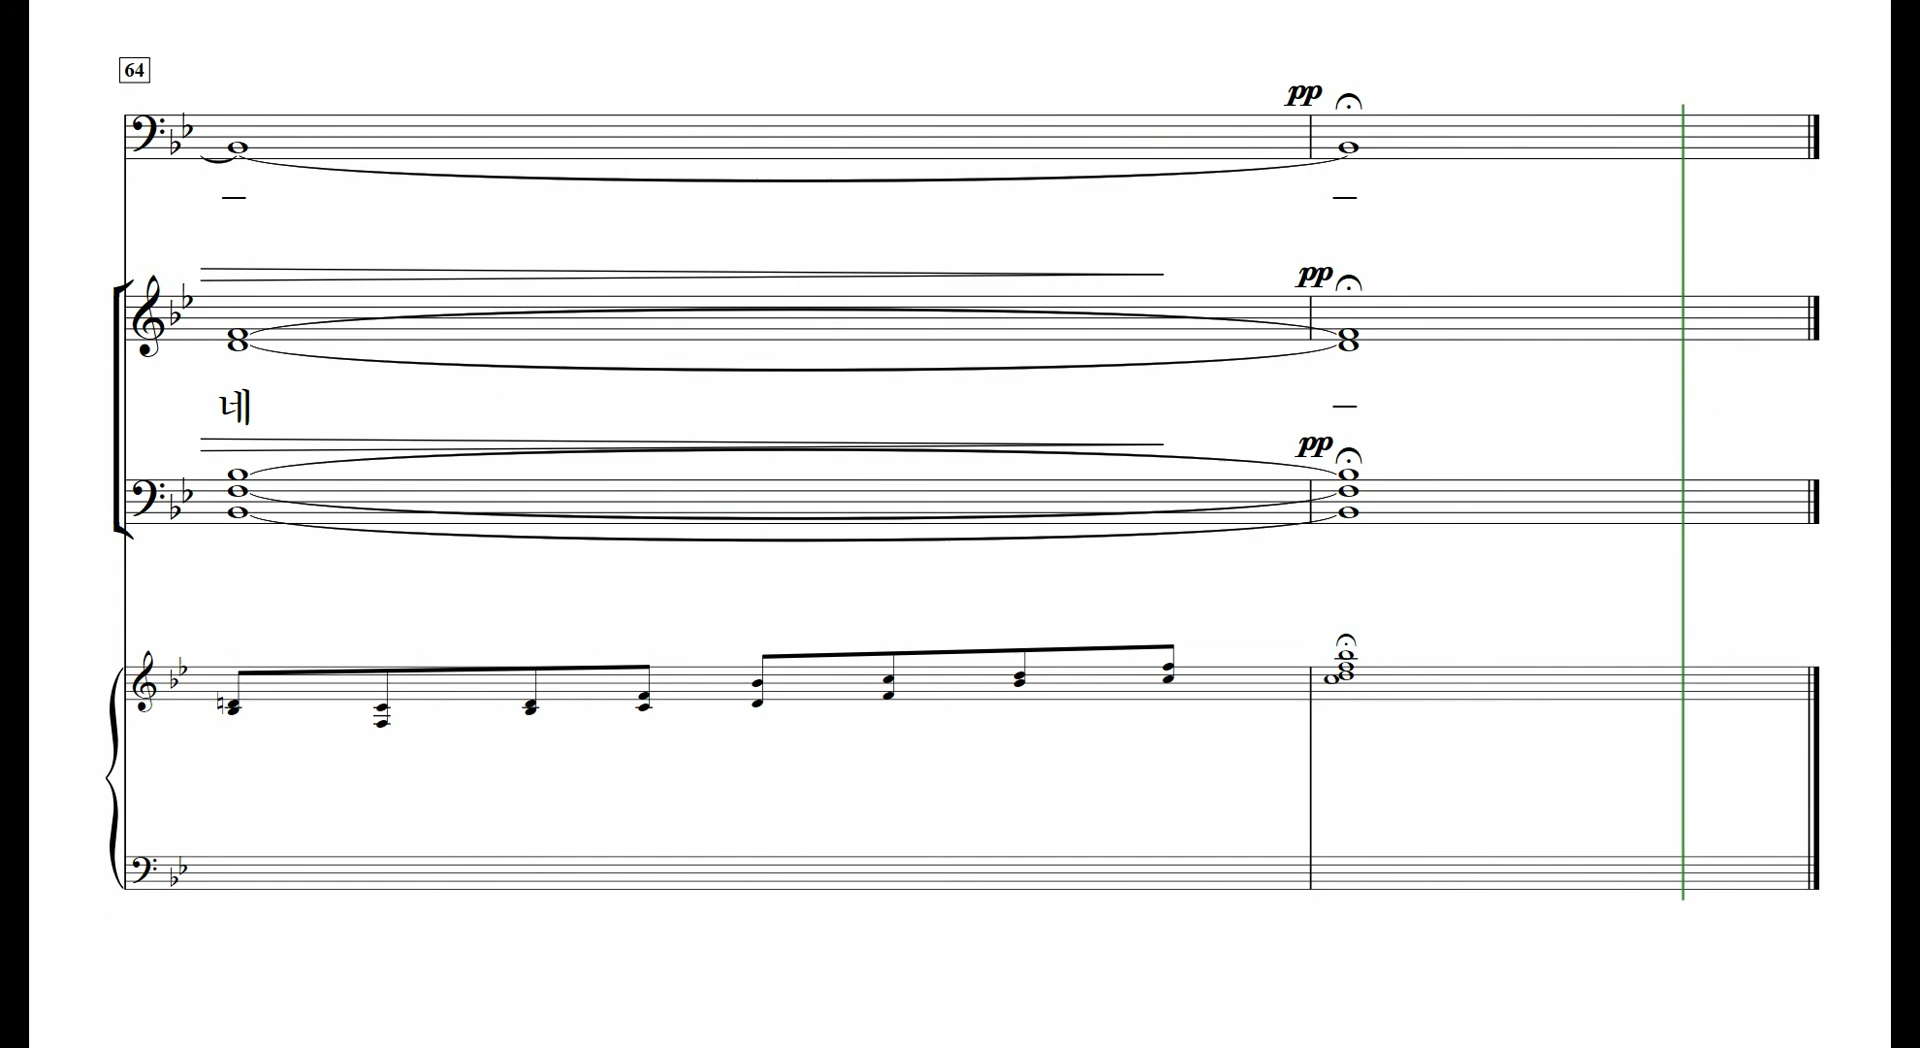 64
pp
— —
pp
네 —
pp